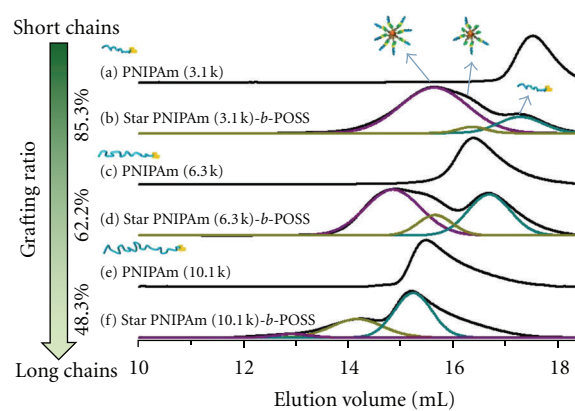 Short chains
Grafting ratio
85.3%
62.2%
48.3%
Long chains
(a) PNIPAm (3.1 k)
(b) Star PNIPAm (3.1 k)-b-POSS
(c) PNIPAm (6.3 k)
(d) Star PNIPAm (6.3 k)-b-POSS
(e) PNIPAm (10.1 k)
(f) Star PNIPAm (10.1 k)-b-POSS
10 12 14 16 18
Elution volume (mL)